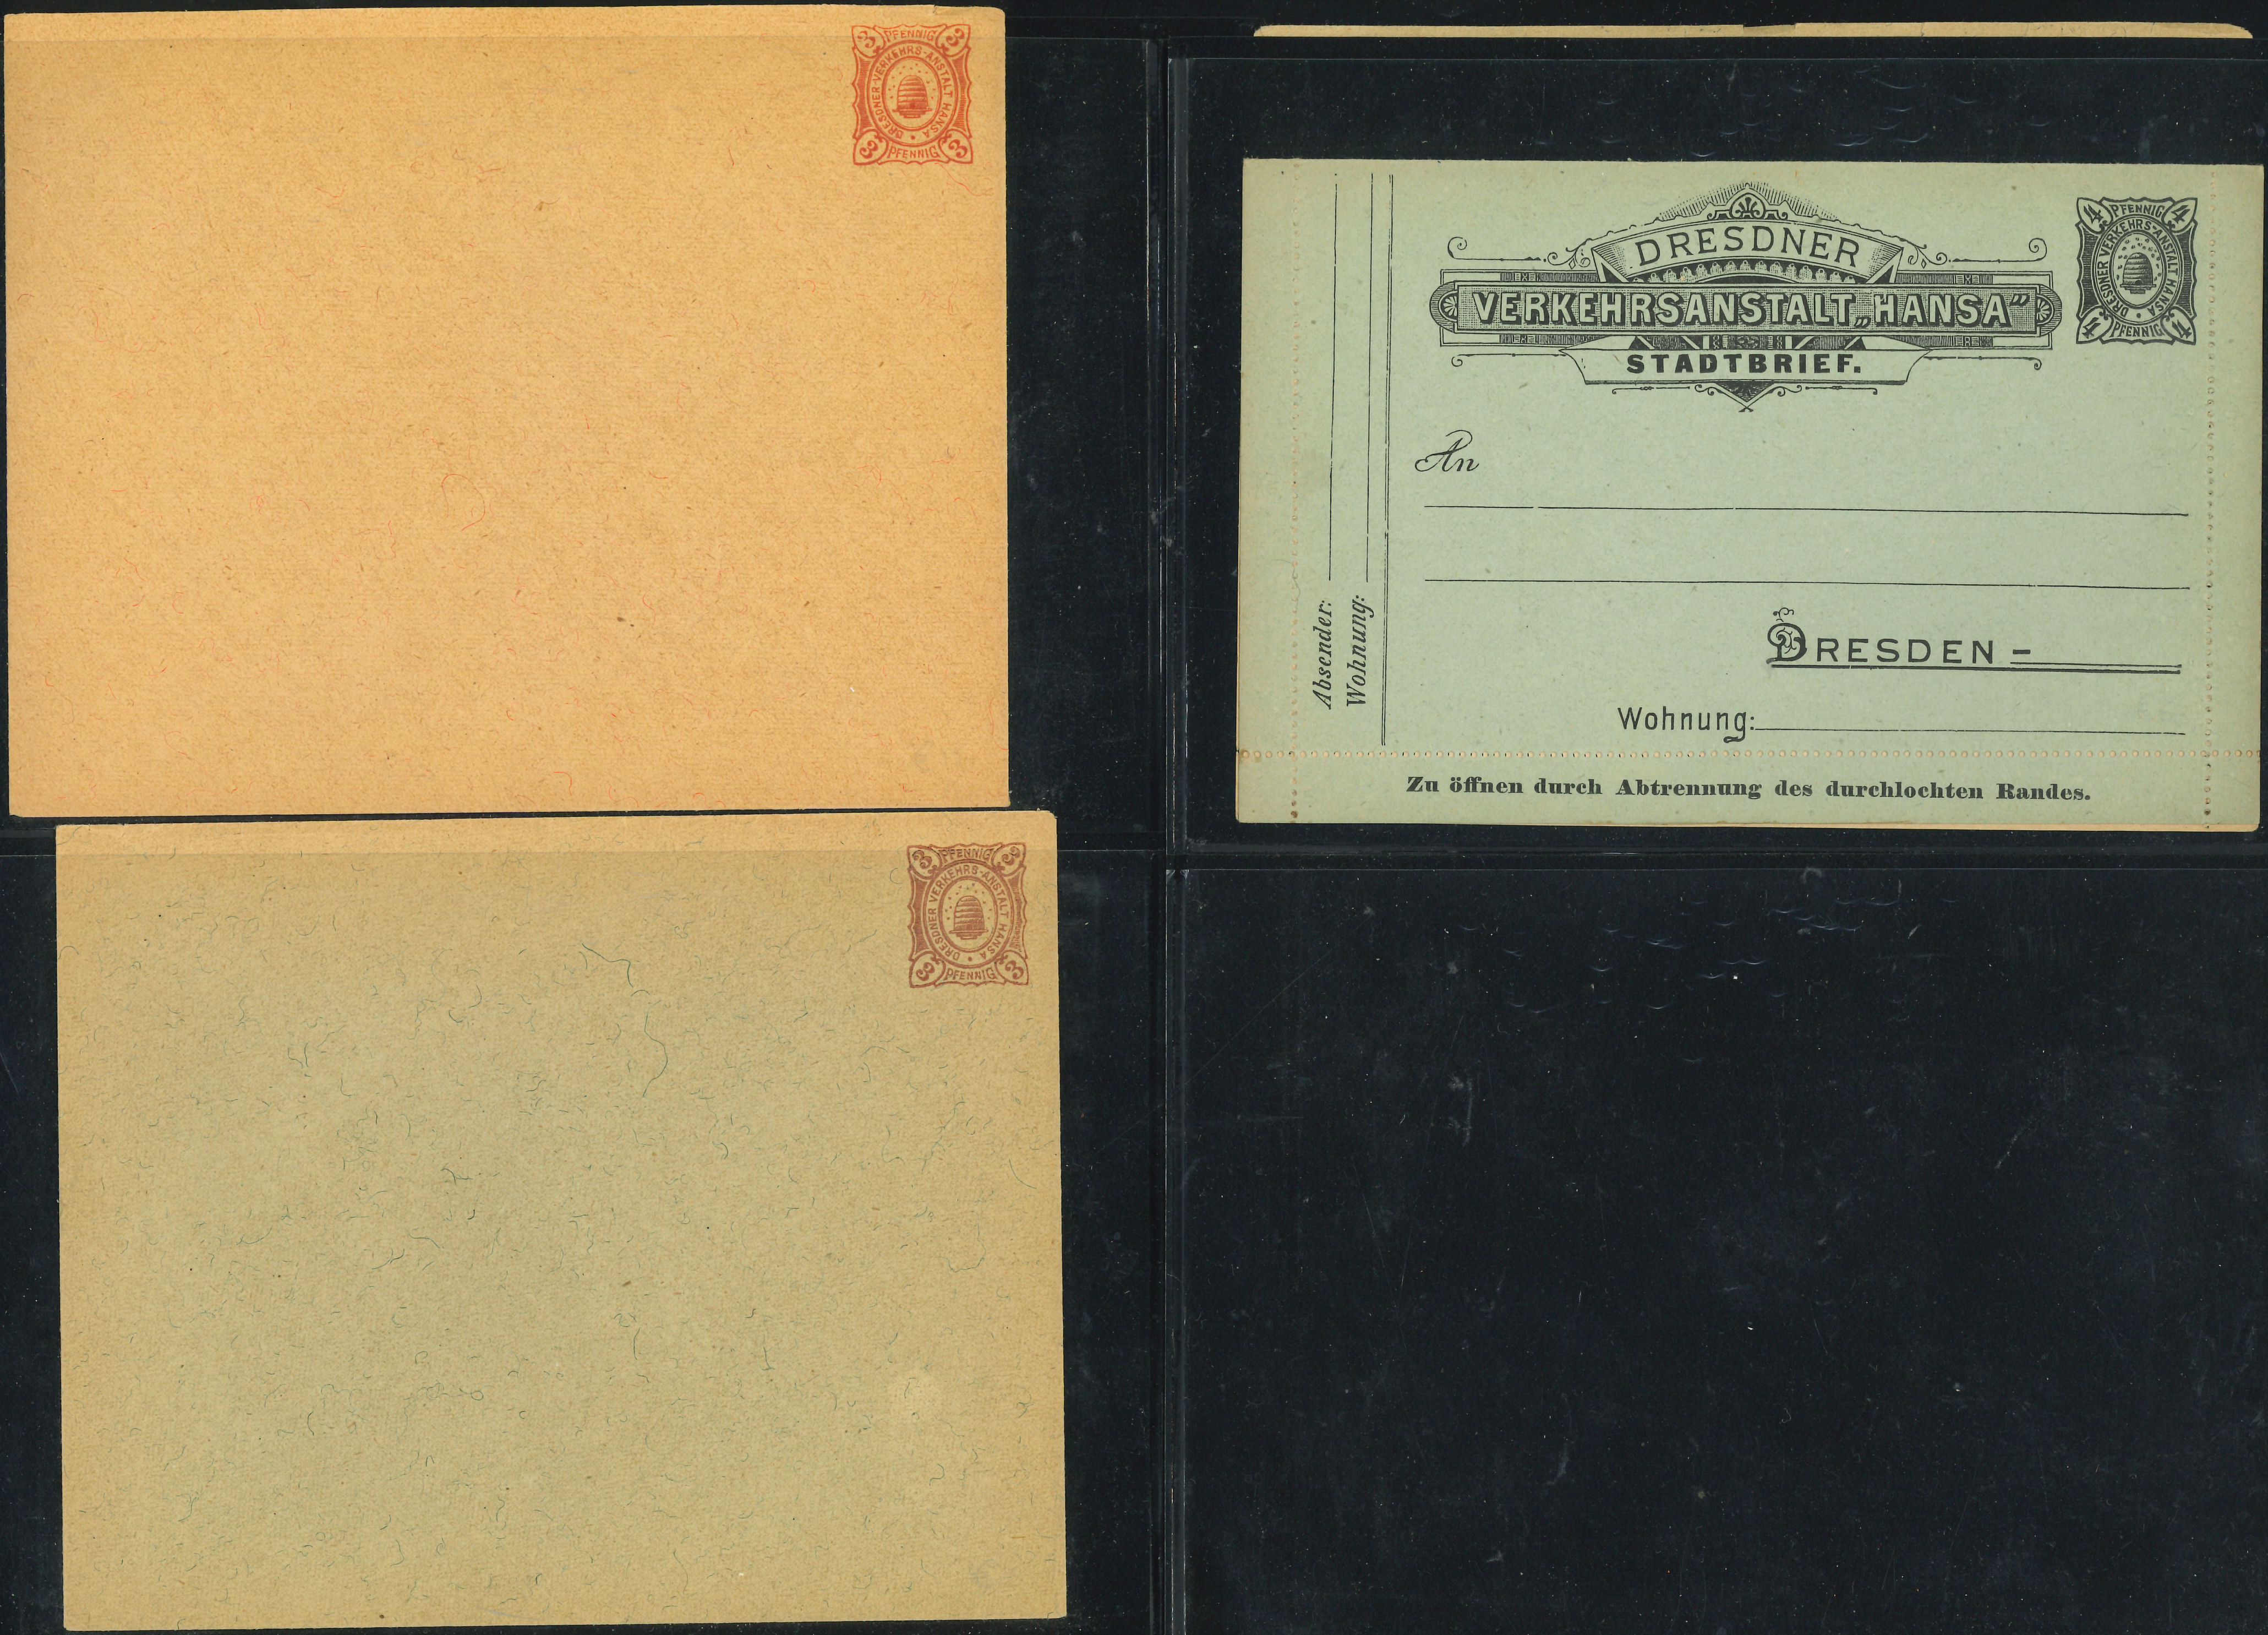 3 PFENNIG 3
DRESDNER VERKEHRS-ANSTALT HANSA
3 PFENNIG 3
DRESDNER
VERKEHRSANSTALT „HANSA”
STADTBRIEF.
4 PFENNIG 4
DRESDNER VERKEHRS-ANSTALT HANSA
4 PFENNIG 4
An
DRESDEN -
Wohnung:
Absender:
Wohnung:
Zu öffnen durch Abtrennung des durchlochten Randes.
3 PFENNIG 3
DRESDNER VERKEHRS-ANSTALT HANSA
3 PFENNIG 3